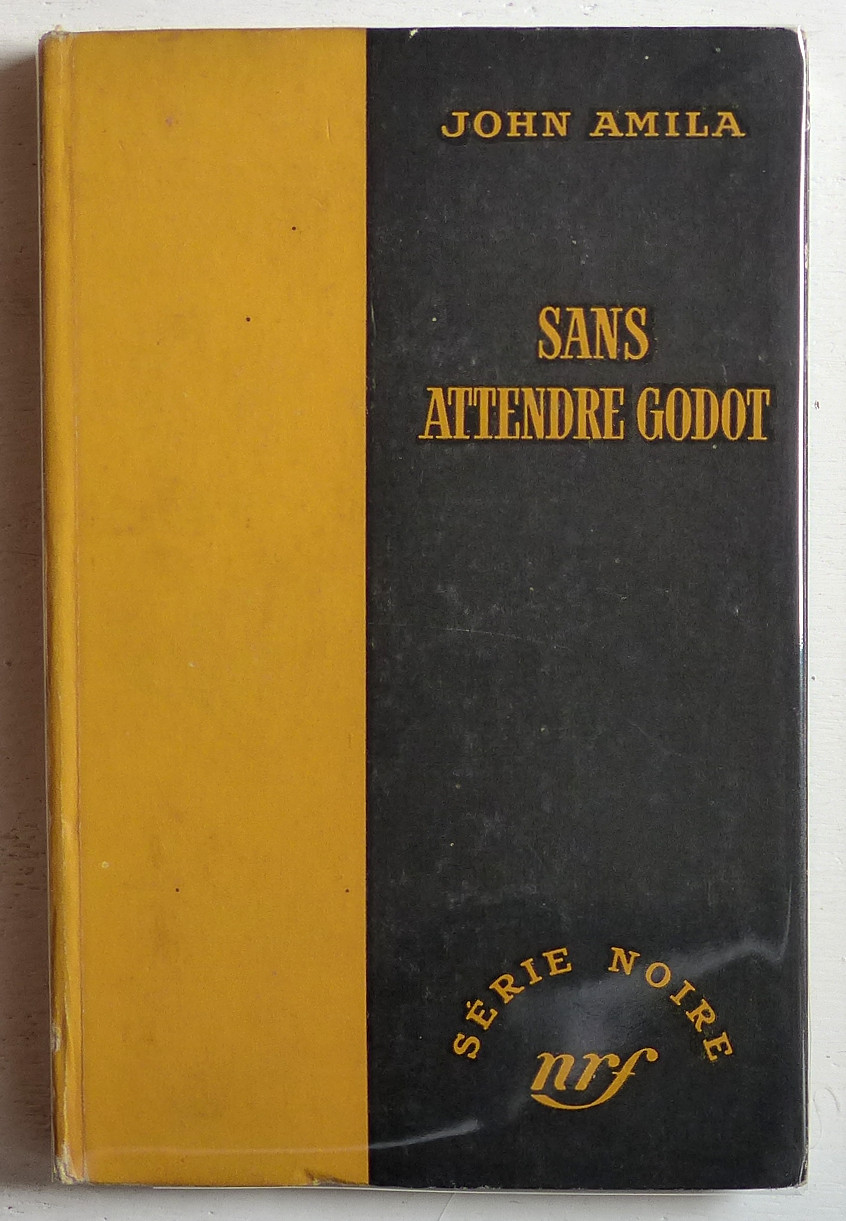 JOHN AMILA
SANS
ATTENDRE GODOT
SÉRIE NOIRE
nrf